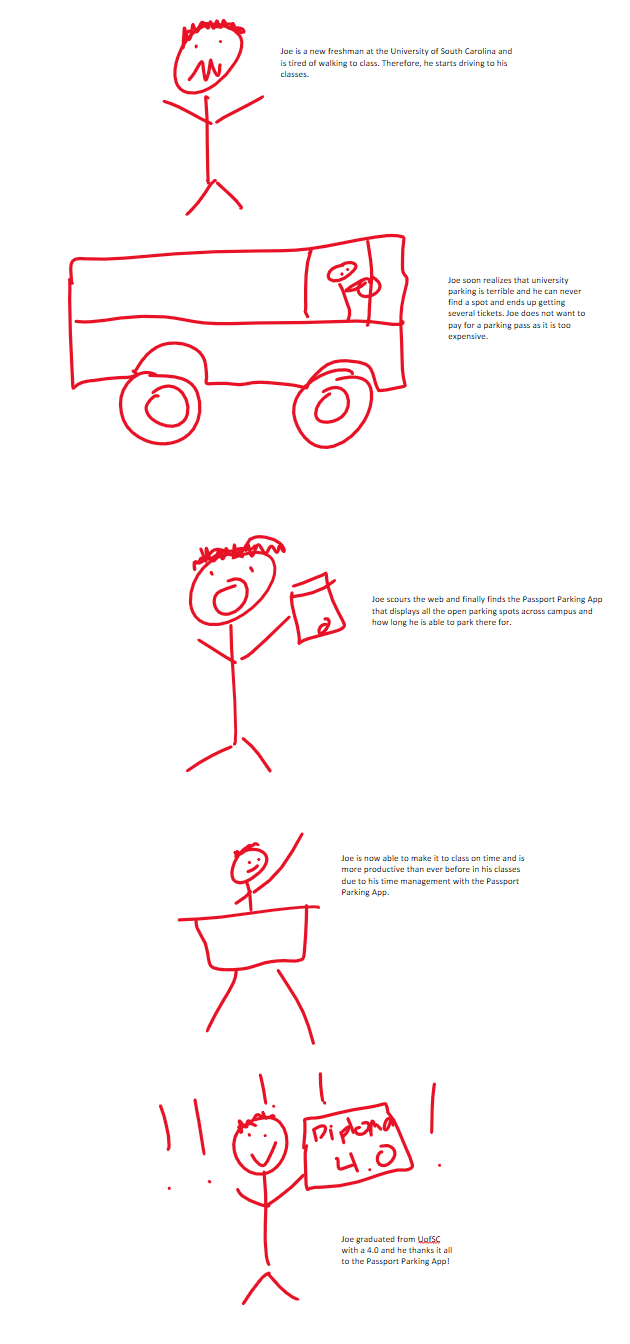 Joe is a new freshman at the University of South Carolina and
is tired of walking to class. Therefore, he starts driving to his
classes.
Joe soon realizes that university
parking is terrible and he can never
find a spot and ends up getting
several tickets. Joe does not want to
pay for a parking pass as it is too
expensive.
Joe scours the web and finally finds the Passport Parking App
that displays all the open parking spots across campus and
how long he is able to park there for.
Joe is now able to make it to class on time and is
more productive than ever before in his classes
due to his time management with the Passport
Parking App.
Diploma
4.0
Joe graduated from UofSC
with a 4.0 and he thanks it all
to the Passport Parking App!